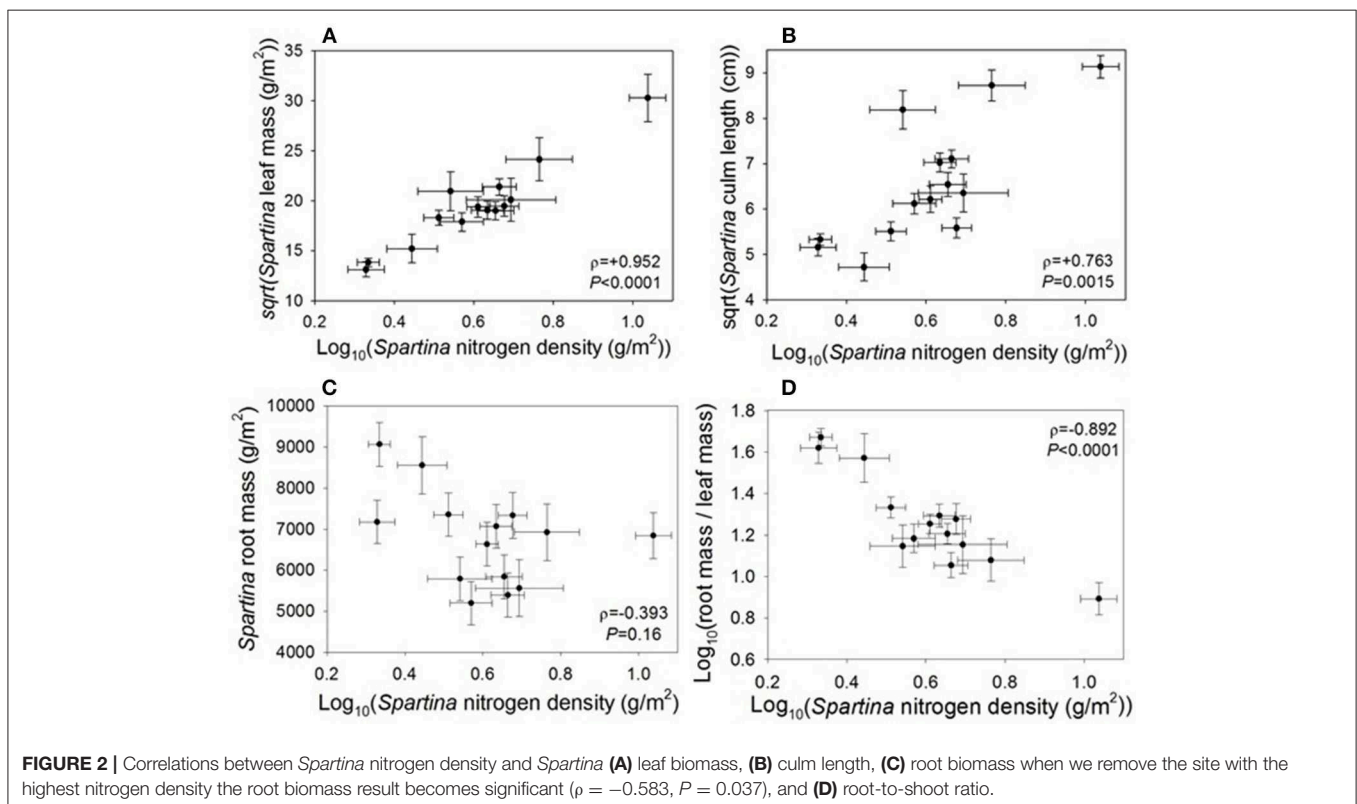 A
35
30
25
20
15
10
sqrt(Spartina leaf mass (g/m²))
0.2 0.4 0.6 0.8 1.0
Log₁₀(Spartina nitrogen density (g/m²))
ρ=+0.952
P<0.0001
B
9
8
7
6
5
4
sqrt(Spartina culm length (cm))
0.2 0.4 0.6 0.8 1.0
Log₁₀(Spartina nitrogen density (g/m²))
ρ=+0.763
P=0.0015
C
10000
9000
8000
7000
6000
5000
4000
Spartina root mass (g/m²)
0.2 0.4 0.6 0.8 1.0
Log₁₀(Spartina nitrogen density (g/m²)
ρ=-0.393
P=0.16
D
1.8
1.6
1.4
1.2
1.0
0.8
0.6
Log₁₀(root mass / leaf mass)
0.2 0.4 0.6 0.8 1.0
Log₁₀(Spartina nitrogen density (g/m²))
ρ=-0.892
P<0.0001
FIGURE 2 | Correlations between Spartina nitrogen density and Spartina (A) leaf biomass, (B) culm length, (C) root biomass when we remove the site with the
highest nitrogen density the root biomass result becomes significant (ρ = −0.583, P = 0.037), and (D) root-to-shoot ratio.